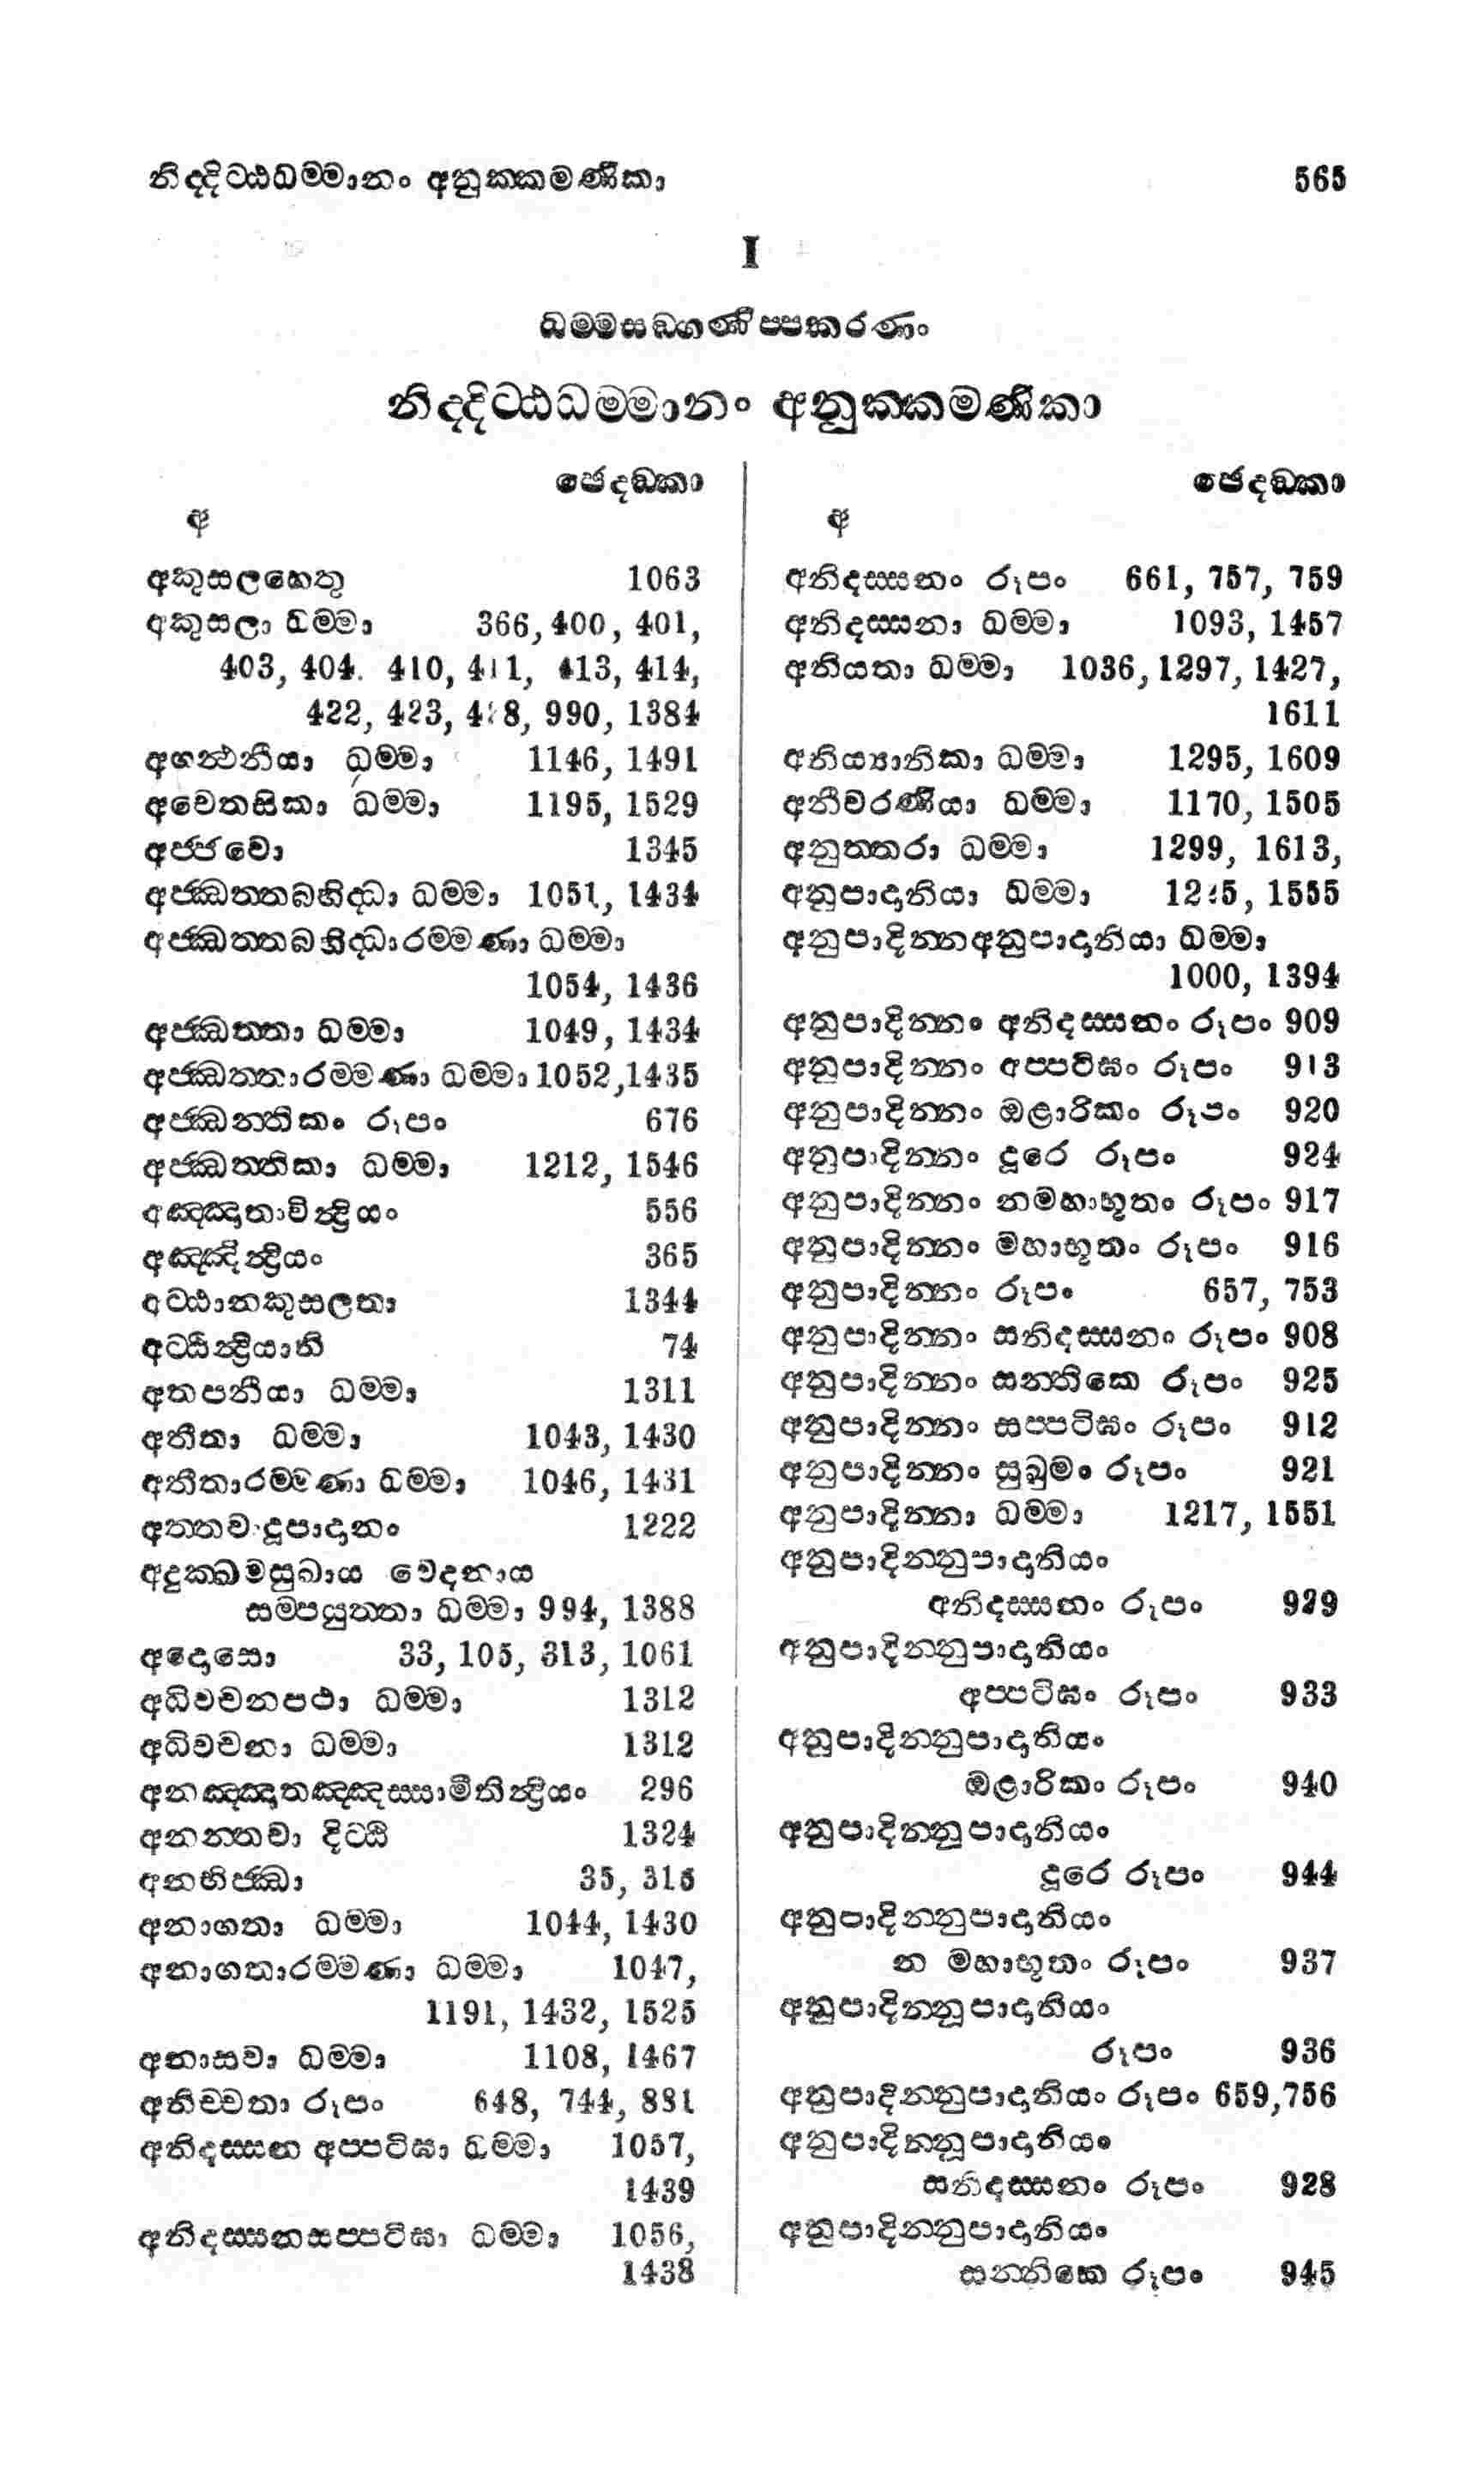 නිද්දිට්ඨධම්මානං අනුක්කමණිකා 565
I
ධම්මසඞ්ගණිප්පකරණං
නිද්දිට්ඨධම්මානං අනුක්කමණිකා
ඡෙදඞ්කා
අ
අකුසලහෙතු 1063
අකුසලා ධම්මා 366, 400, 401,
403, 404. 410, 411, 413, 414,
422, 423, 990, 1384
අගන්ථනීයා ධම්මා 1146, 1491
අචෙතසිකා ධම්මා 1195, 1529
අජ්ජවො 1345
අජ්ඣත්තබහිද්ධා ධම්මා 1051, 1434
අජ්ඣත්තබහිද්ධාරම්මණා ධම්මා
1054, 1436
අජ්ඣත්තා ධම්මා 1049, 1434
අජ්ඣත්තාරම්මණා ධම්මා 1052,1435
අජ්ඣත්තිකං රූපං 676
අජ්ඣත්තිකා ධම්මා 1212, 1546
අඤ්ඤාතාවින්ද්‍රියං 556
අඤ්ඤින්ද්‍රියං 365
අට්ඨානකුසලතා 1344
අට්ඨින්ද්‍රියානි 74
අතපනීයා ධම්මා 1311
අතීතා ධම්මා 1043, 1430
අතීතාරම්මණා ධම්මා 1046, 1431
අත්තවාදූපාදානං 1222
අදුක්ඛමසුඛාය වෙදනාය
සම්පයුත්තා ධම්මා 994, 1388
අදොසො 33, 105, 313, 1061
අධිවචනපථා ධම්මා 1312
අධිවචනා ධම්මා 1312
අනඤ්ඤාතඤ්ඤස්සාමීතින්ද්‍රියං 296
අනන්තවා දිට්ඨි 1324
අනභිජ්ඣා 35, 315
අනාගතා ධම්මා 1044, 1430
අනාගතාරම්මණා ධම්මා 1047,
1191, 1432, 1525
අනාසවා ධම්මා 1108, 1467
අනිච්චතා රූපං 648, 744, 881
අනිදස්සන අප්පටිඝා ධම්මා 1057,
1439
අනිදස්සනසප්පටිඝා ධම්මා 1056,
1438
ඡෙදඞ්කා
අ
අනිදස්සනං රූපං 661, 757, 759
අනිදස්සනා ධම්මා 1093, 1457
අනියතා ධම්මා 1036, 1297, 1427,
1611
අනිය්‍යානිකා ධම්මා 1295, 1609
අනීවරණියා ධම්මා 1170, 1505
අනුත්තරා ධම්මා 1299, 1613,
අනුපාදානියා ධම්මා 1555
අනුපාදින්නඅනුපාදානියා ධම්මා
1000, 1394
අනුපාදින්නං අනිදස්සනං රූපං 909
අනුපාදින්නං අප්පටිඝං රූපං 913
අනුපාදින්නං ඔළාරිකං රූපං 920
අනුපාදින්නං දූරෙ රූපං 924
අනුපාදින්නං නමහාභූතං රූපං 917
අනුපාදින්නං මහාභූතං රූපං 916
අනුපාදින්නං රූපං 657, 753
අනුපාදින්නං සනිදස්සනං රූපං 908
අනුපාදින්නං සන්තිකෙ රූපං 925
අනුපාදින්නං සප්පටිඝං රූපං 912
අනුපාදින්නං සුඛුමං රූපං 921
අනුපාදින්නා ධම්මා 1217, 1551
අනුපාදින්නුපාදානියං
අනිදස්සනං රූපං 929
අනුපාදින්නුපාදානියං
අප්පටිඝං රූපං 933
අනුපාදින්නුපාදානියං
ඔළාරිකං රූපං 940
අනුපාදින්නූපාදානියං
දූරෙ රූපං 944
අනුපාදින්නුපාදානියං
න මහාභූතං රූපං 937
අනුපාදින්නූපාදානියං
රූපං 936
අනුපාදින්නුපාදානියං රූපං 659,756
අනුපාදින්නූපාදානියං
සනිදස්සනං රූපං 928
අනුපාදින්නුපාදානියං
සන්තිකෙ රූපං 945